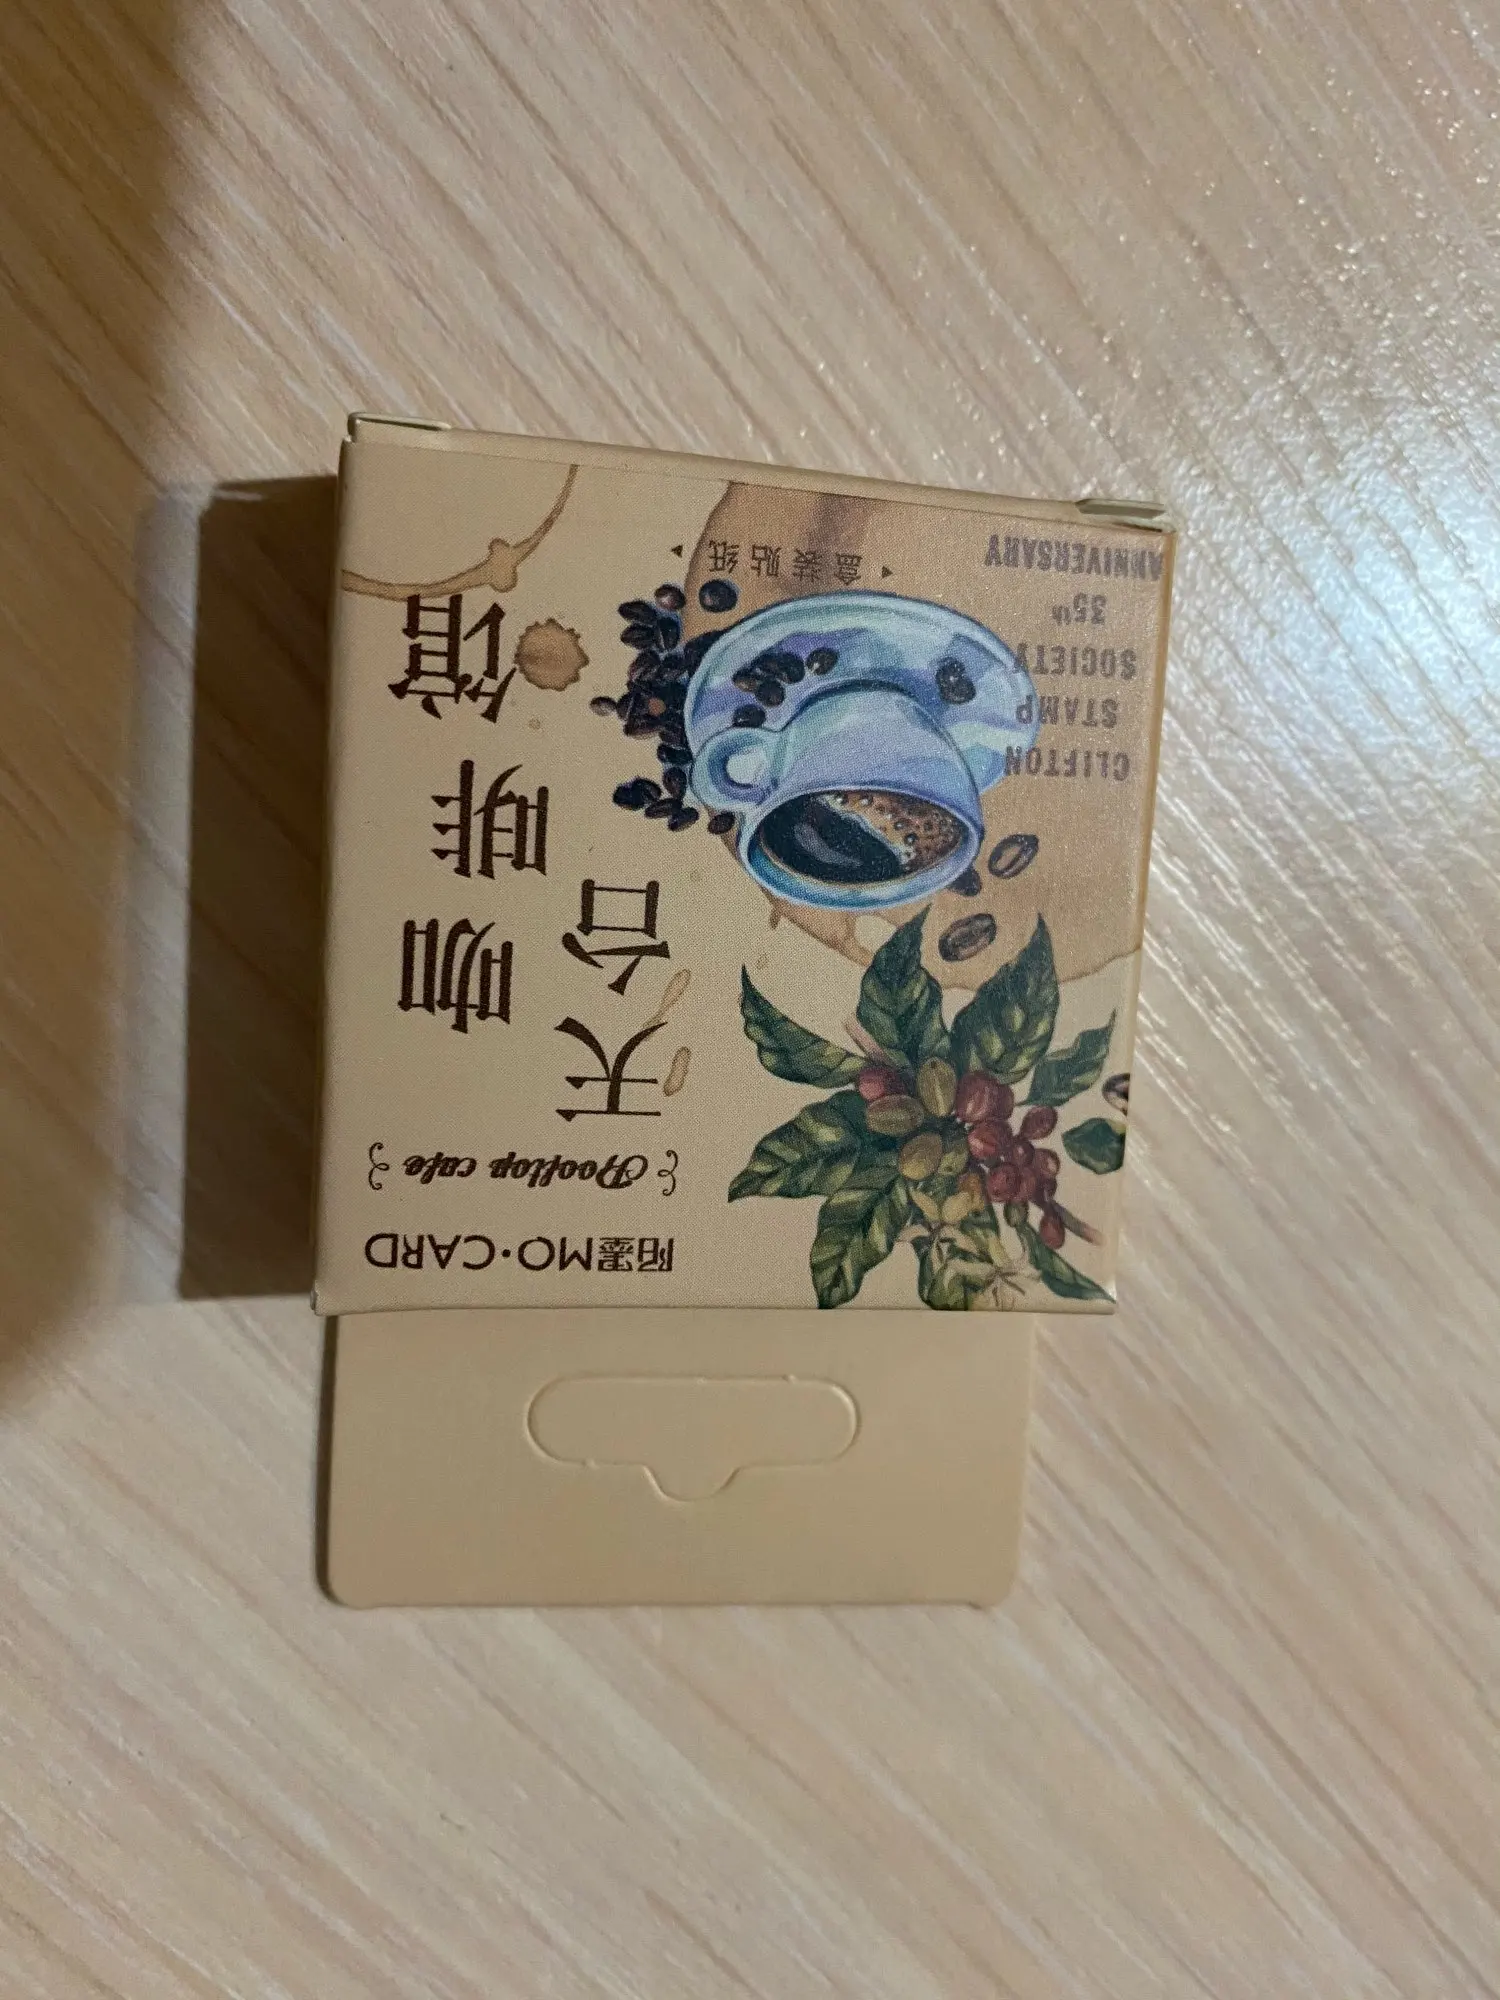 陌墨MO·CARD
Rooftop cafe
天台
咖啡馆
CLIFTON
STAMP
SOCIETY
35th
ANNIVERSARY
盒装贴纸